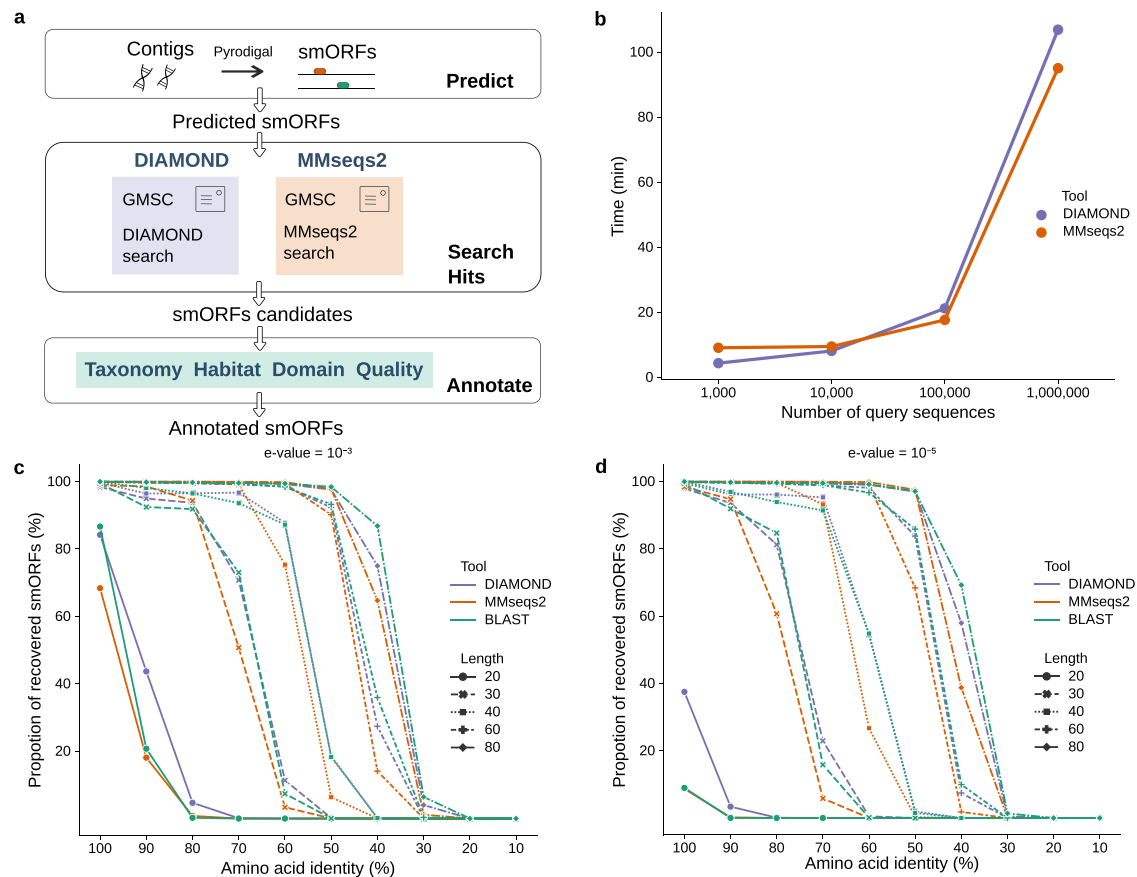 a
Contigs
Pyrodigal
smORFs
Predict
Predicted smORFs
DIAMOND
MMseqs2
GMSC
DIAMOND
search
GMSC
MMseqs2
search
Search
Hits
smORFs candidates
Taxonomy Habitat Domain Quality
Annotate
Annotated smORFs
b
Time (min)
100
80
60
40
20
0
1,000
10,000
100,000
1,000,000
Number of query sequences
Tool
DIAMOND
MMseqs2
c
e-value = 10⁻³
Propotion of recovered smORFs (%)
100
80
60
40
20
100 90 80 70 60 50 40 30 20 10
Amino acid identity (%)
Tool
DIAMOND
MMseqs2
BLAST
Length
20
30
40
60
80
d
e-value = 10⁻⁵
Propotion of recovered smORFs (%)
100
80
60
40
20
100 90 80 70 60 50 40 30 20 10
Amino acid identity (%)
Tool
DIAMOND
MMseqs2
BLAST
Length
20
30
40
60
80